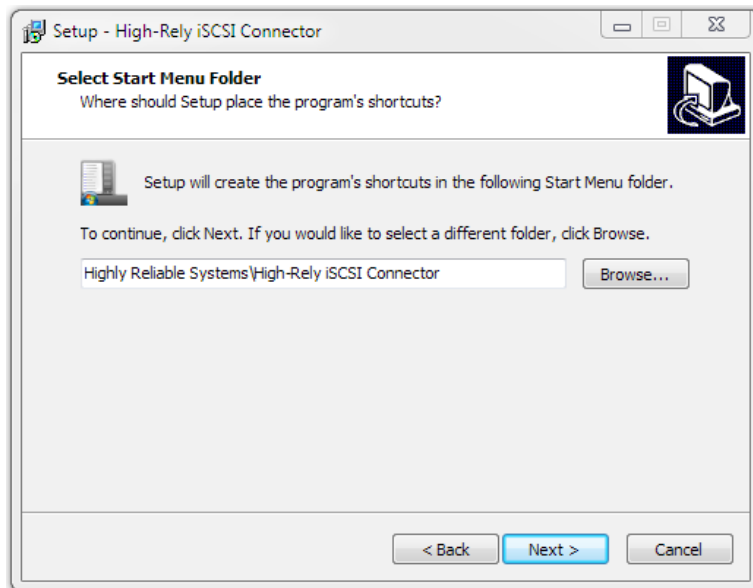 Setup - High-Rely iSCSI Connector
Select Start Menu Folder
Where should Setup place the program's shortcuts?
Setup will create the program's shortcuts in the following Start Menu folder.
To continue, click Next. If you would like to select a different folder, click Browse.
Highly Reliable Systems\High-Rely iSCSI Connector
Browse...
< Back
Next >
Cancel